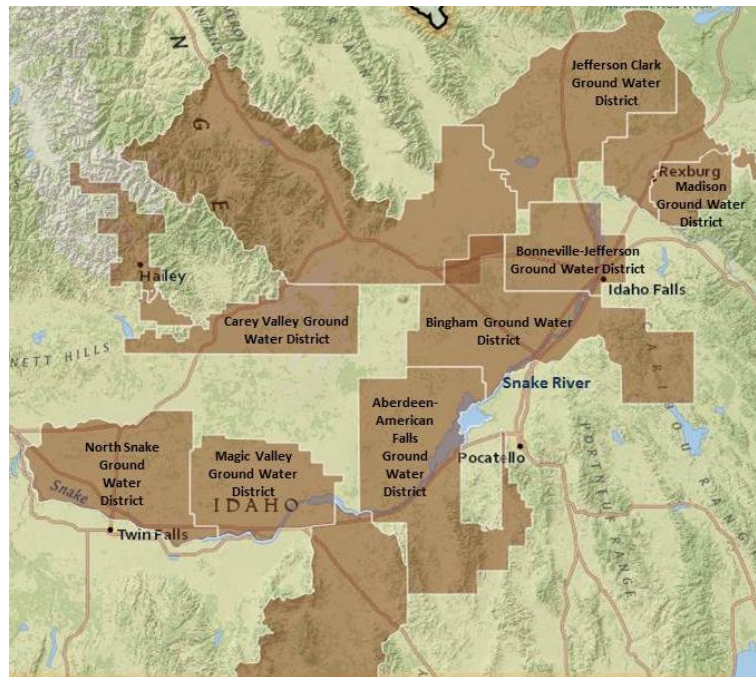 Jefferson Clark
Ground Water
District
Rexburg
Madison
Ground Water
District
N
G
E
Hailey
Bonneville-Jefferson
Ground Water District
Idaho Falls
Carey Valley Ground
Water District
Bingham Ground Water
District
NETT HILLS
CARIBOU RANG
Snake River
Aberdeen-
American
Falls
Ground
Water
District
Pocatello
North Snake
Ground
Water
District
Magic Valley
Ground Water
District
Snake
IDAHO
Twin Falls
PORTNEUF RANGE